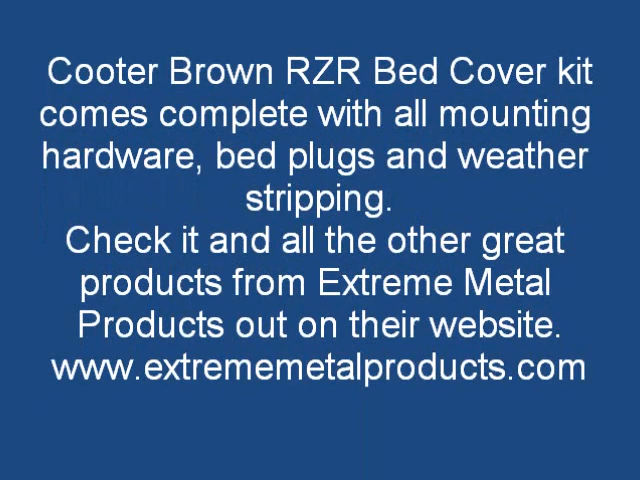 Cooter Brown RZR Bed Cover kit
comes complete with all mounting
hardware, bed plugs and weather
stripping.
Check it and all the other great
products from Extreme Metal
Products out on their website.
www.extrememetalproducts.com